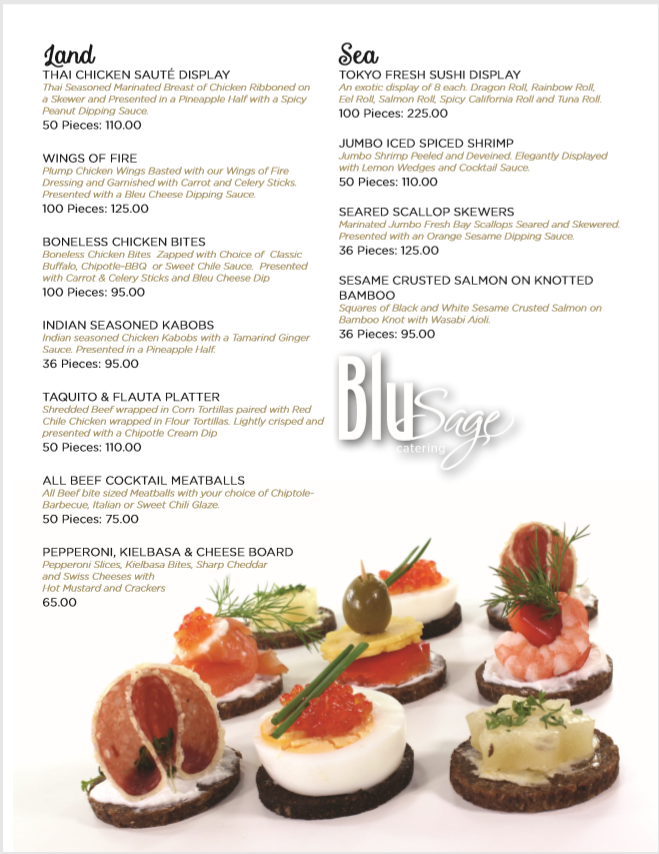 Land
THAI CHICKEN SAUTÉ DISPLAY
Thai Seasoned Marinated Breast of Chicken Ribboned on
a Skewer and Presented in a Pineapple Half with a Spicy
Peanut Dipping Sauce.
50 Pieces: 110.00
WINGS OF FIRE
Plump Chicken Wings Basted with our Wings of Fire
Dressing and Garnished with Carrot and Celery Sticks.
Presented with a Bleu Cheese Dipping Sauce.
100 Pieces: 125.00
BONELESS CHICKEN BITES
Boneless Chicken Bites Zapped with Choice of Classic
Buffalo, Chipotle-BBQ or Sweet Chile Sauce. Presented
with Carrot & Celery Sticks and Bleu Cheese Dip
100 Pieces: 95.00
INDIAN SEASONED KABOBS
Indian seasoned Chicken Kabobs with a Tamarind Ginger
Sauce. Presented in a Pineapple Half.
36 Pieces: 95.00
TAQUITO & FLAUTA PLATTER
Shredded Beef wrapped in Corn Tortillas paired with Red
Chile Chicken wrapped in Flour Tortillas. Lightly crisped and
presented with a Chipotle Cream Dip
50 Pieces: 110.00
ALL BEEF COCKTAIL MEATBALLS
All Beef bite sized Meatballs with your choice of Chiptole-
Barbecue, Italian or Sweet Chili Glaze.
50 Pieces: 75.00
PEPPERONI, KIELBASA & CHEESE BOARD
Pepperoni Slices, Kielbasa Bites, Sharp Cheddar
and Swiss Cheeses with
Hot Mustard and Crackers
65.00
Sea
TOKYO FRESH SUSHI DISPLAY
An exotic display of 8 each. Dragon Roll, Rainbow Roll,
Eel Roll, Salmon Roll, Spicy California Roll and Tuna Roll.
100 Pieces: 225.00
JUMBO ICED SPICED SHRIMP
Jumbo Shrimp Peeled and Deveined. Elegantly Displayed
with Lemon Wedges and Cocktail Sauce.
50 Pieces: 110.00
SEARED SCALLOP SKEWERS
Marinated Jumbo Fresh Bay Scallops Seared and Skewered.
Presented with an Orange Sesame Dipping Sauce.
36 Pieces: 125.00
SESAME CRUSTED SALMON ON KNOTTED
BAMBOO
Squares of Black and White Sesame Crusted Salmon on
Bamboo Knot with Wasabi Aioli.
36 Pieces: 95.00
Blu Sage
catering